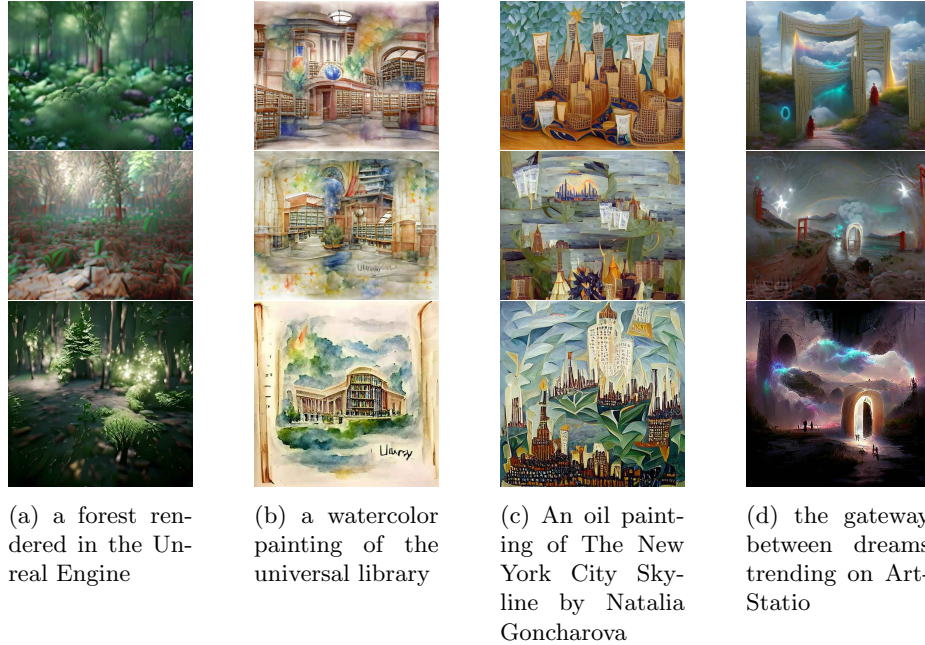 (a) a forest ren-
dered in the Un-
real Engine
(b) a watercolor
painting of the
universal library
(c) An oil paint-
ing of The New
York City Sky-
line by Natalia
Goncharova
(d) the gateway
between dreams
trending on Art-
Statio